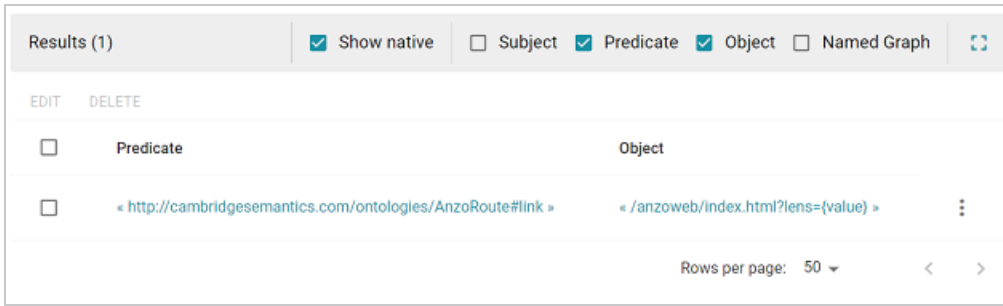 Results (1) Show native Subject Predicate Object Named Graph
EDIT DELETE
Predicate Object
« http://cambridgesemantics.com/ontologies/AnzoRoute#link » « /anzoweb/index.html?lens={value} »
Rows per page: 50